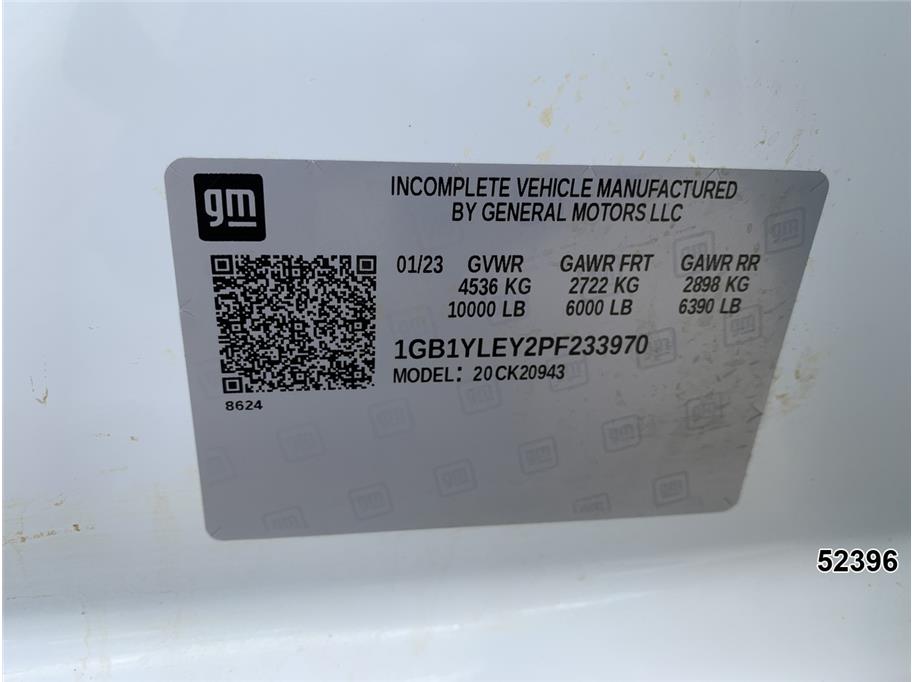 gm
INCOMPLETE VEHICLE MANUFACTURED
BY GENERAL MOTORS LLC
01/23 GVWR GAWR FRT GAWR RR
4536 KG 2722 KG 2898 KG
10000 LB 6000 LB 6390 LB
1GB1YLEY2PF233970
MODEL: 20CK20943
8624
52396